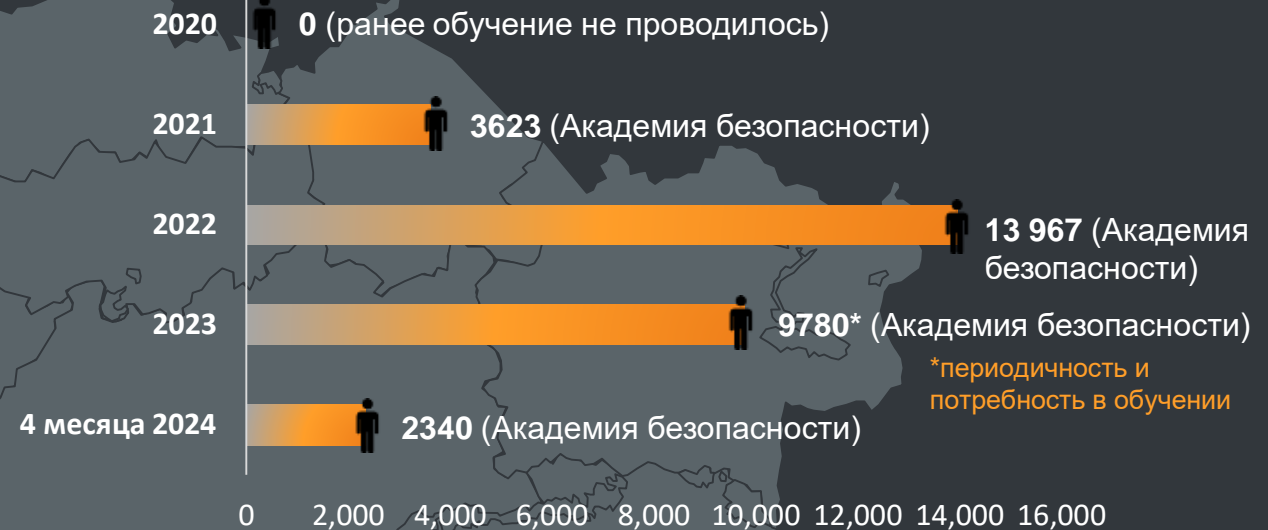 2020 0 (ранее обучение не проводилось)
2021 3623 (Академия безопасности)
2022 13 967 (Академия
безопасности)
2023 9780* (Академия безопасности)
*периодичность и
потребность в обучении
4 месяца 2024 2340 (Академия безопасности)
0 2,000 4,000 6,000 8,000 10,000 12,000 14,000 16,000